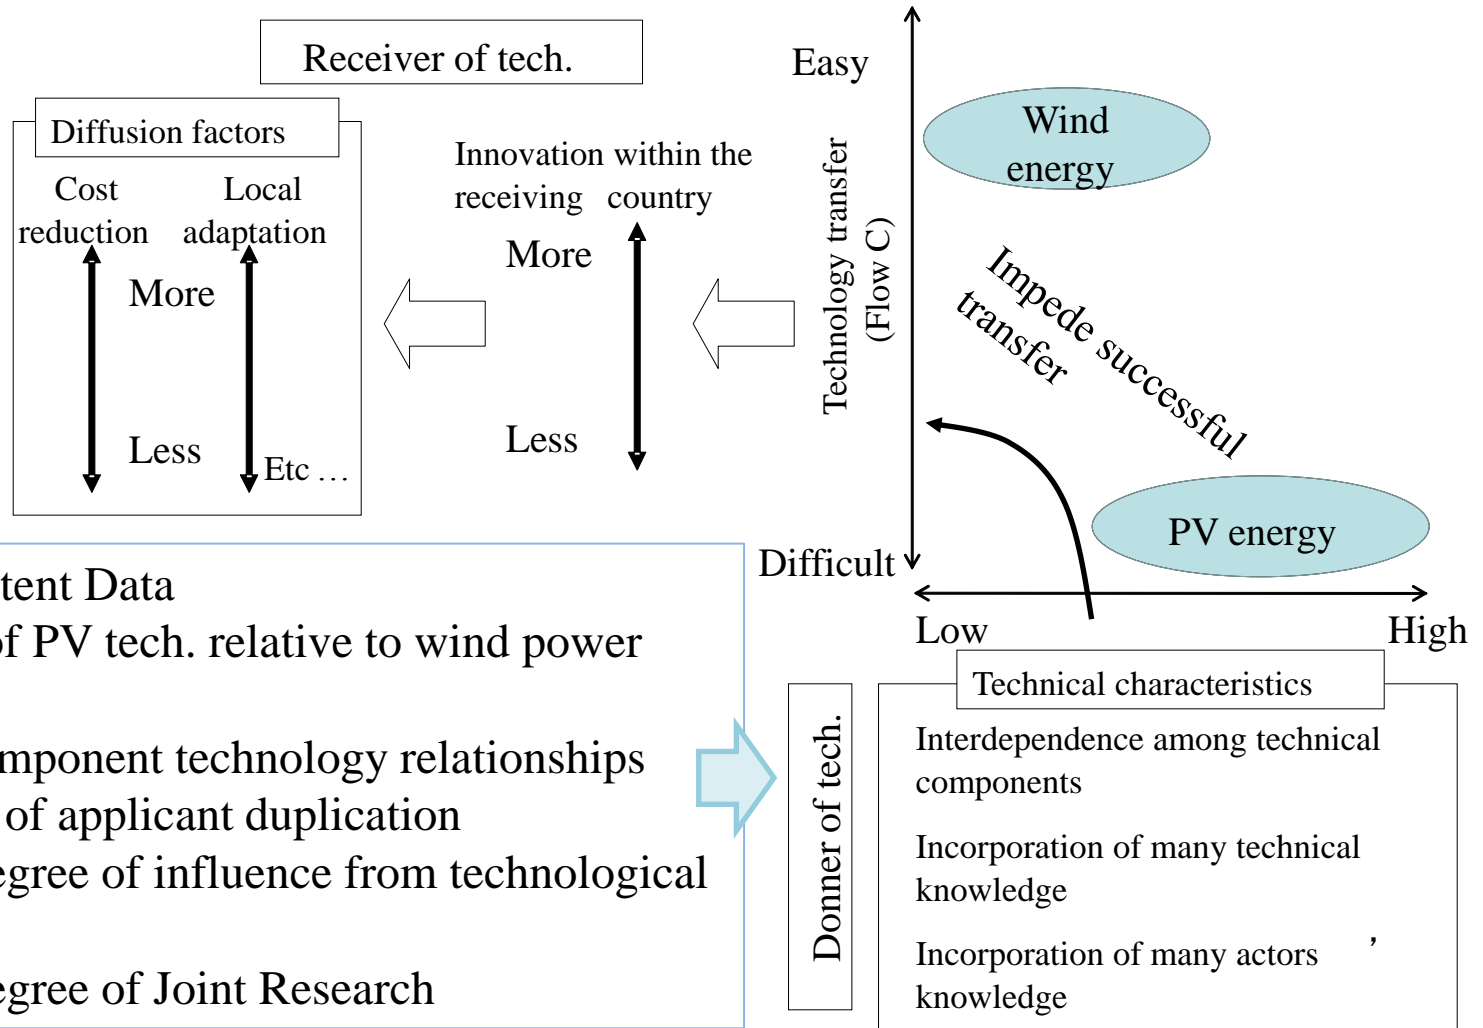 Receiver of tech.
Diffusion factors
Cost
reduction
Local
adaptation
More
Less
Etc …
Innovation within the
receiving country
More
Less
Technology transfer
(Flow C)
Easy
Difficult
Wind
energy
Impede successful
transfer
PV energy
Low
High
tent Data
of PV tech. relative to wind power
mponent technology relationships
of applicant duplication
egree of influence from technological
egree of Joint Research
Donner of tech.
Technical characteristics
Interdependence among technical
components
Incorporation of many technical
knowledge
Incorporation of many actors ’
knowledge